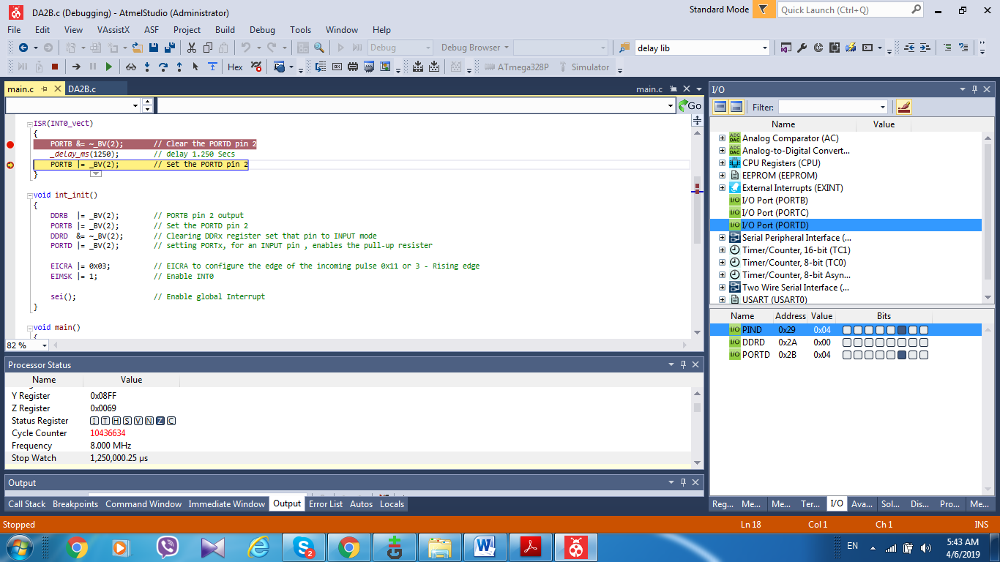 DA2B.c (Debugging) - AtmelStudio (Administrator)
Standard Mode
Quick Launch (Ctrl+Q)
File Edit View VAssistX ASF Project Build Debug Tools Window Help
Debug
Debug Browser
delay lib
Hex
ATmega328P
Simulator
main.c
DA2B.c
main.c
Go
ISR(INT0_vect)
{
PORTB &= ~_BV(2); // Clear the PORTD pin 2
_delay_ms(1250); // delay 1.250 Secs
PORTB |= _BV(2); // Set the PORTD pin 2
}
void int_init()
{
DDRB |= _BV(2); // PORTB pin 2 output
PORTB |= _BV(2); // Set the PORTD pin 2
DDRD &= ~_BV(2); // Clearing DDRx register set that pin to INPUT mode
PORTD |= _BV(2); // setting PORTx, for an INPUT pin , enables the pull-up resister
EICRA |= 0x03; // EICRA to configure the edge of the incoming pulse 0x11 or 3 - Rising edge
EIMSK |= 1; // Enable INT0
sei(); // Enable global Interrupt
}
void main()
{
82 %
Processor Status
Name Value
Y Register 0x08FF
Z Register 0x0069
Status Register I T H S V N Z C
Cycle Counter 10436634
Frequency 8.000 MHz
Stop Watch 1,250,000.25 µs
Output
Call Stack Breakpoints Command Window Immediate Window Output Error List Autos Locals
I/O
Filter:
Name Value
Analog Comparator (AC)
Analog-to-Digital Convert...
CPU Registers (CPU)
EEPROM (EEPROM)
External Interrupts (EXINT)
I/O Port (PORTB)
I/O Port (PORTC)
I/O Port (PORTD)
Serial Peripheral Interface (...
Timer/Counter, 16-bit (TC1)
Timer/Counter, 8-bit (TC0)
Timer/Counter, 8-bit Asyn...
Two Wire Serial Interface (...
USART (USART0)
Name Address Value Bits
I/O PIND 0x29 0x04
I/O DDRD 0x2A 0x00
I/O PORTD 0x2B 0x04
Reg... Me... Me... Ter... I/O Ava... Sol... Dis... Pro... Me...
Stopped
Ln 18 Col 1 Ch 1 INS
2
EN
5:43 AM
4/6/2019